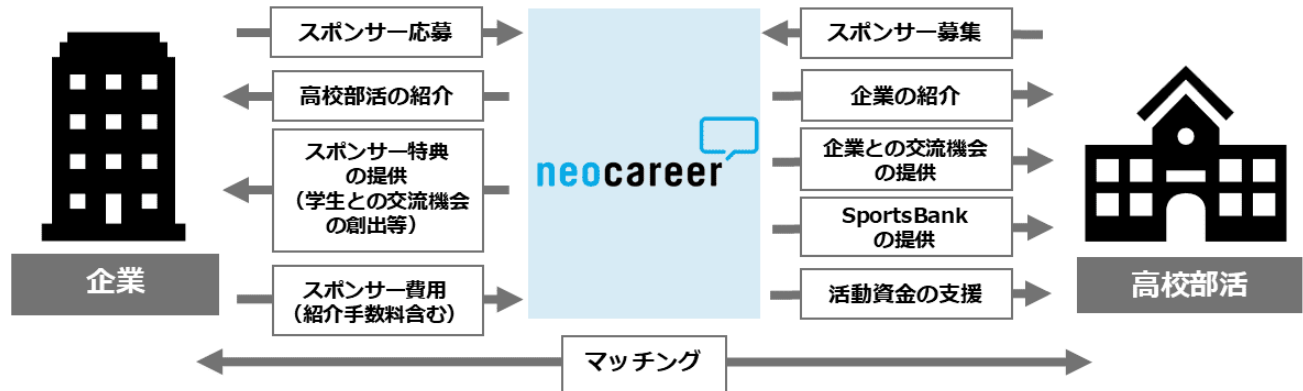 スポンサー応募
高校部活の紹介
スポンサー特典
の提供
（学生との交流機会
の創出等）
スポンサー費用
（紹介手数料含む）
企業
neocareer
スポンサー募集
企業の紹介
企業との交流機会
の提供
SportsBank
の提供
活動資金の支援
高校部活
マッチング